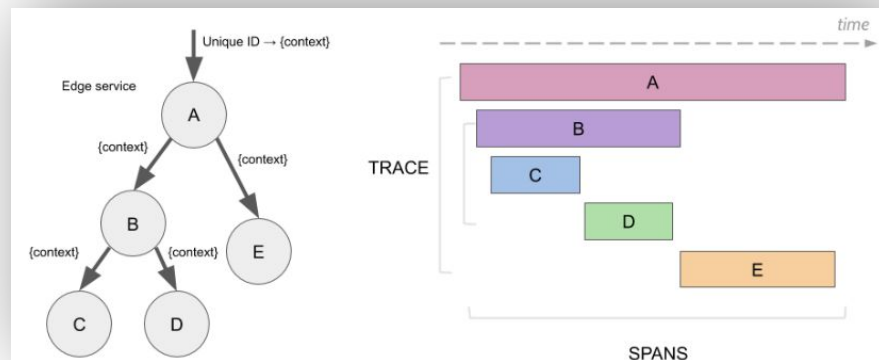 Unique ID → {context}
Edge service
A
{context}
{context}
B
E
{context}
{context}
C
D
time
A
B
TRACE
C
D
E
SPANS